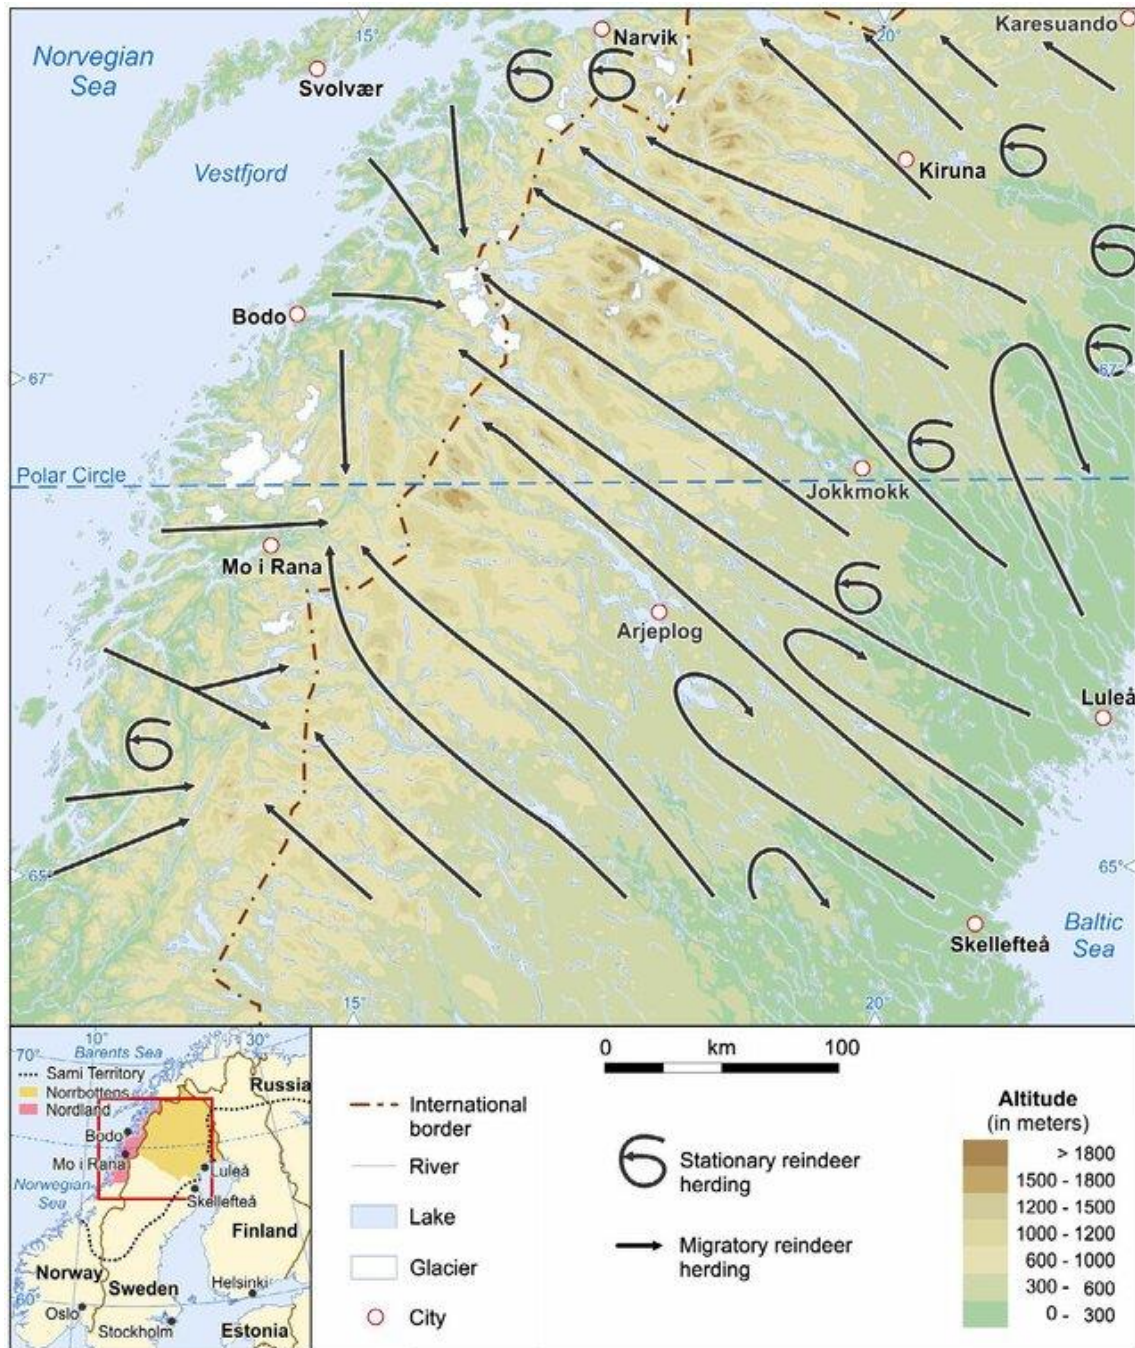 15°
20°
Karesuando
Narvik
Norwegian
Sea
Svolvær
Vestfjord
Kiruna
Bodo
67°
67°
Polar Circle
Jokkmokk
Mo i Rana
Arjeplog
Luleå
65°
65°
Baltic
Sea
Skellefteå
15°
20°
10°
30°
70°
Barents Sea
Sami Territory
Russia
Norrbottens
Nordland
Bodo
Mo i Rana
Luleå
Norwegian
Sea
Skellefteå
Finland
Norway
Sweden
Helsinki
60°
Oslo
Stockholm
Estonia
International
border
River
Lake
Glacier
City
0 km 100
Stationary reindeer
herding
Migratory reindeer
herding
Altitude
(in meters)
> 1800
1500 - 1800
1200 - 1500
1000 - 1200
600 - 1000
300 - 600
0 - 300